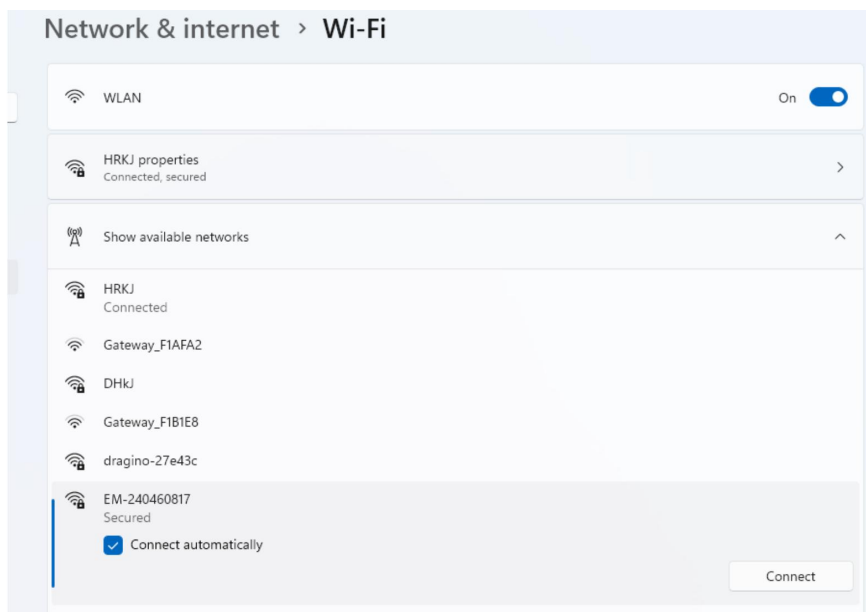 Network & internet > Wi-Fi
WLAN
On
HRKJ properties
Connected, secured
Show available networks
HRKJ
Connected
Gateway_F1AFA2
DHkJ
Gateway_F1B1E8
dragino-27e43c
EM-240460817
Secured
Connect automatically
Connect